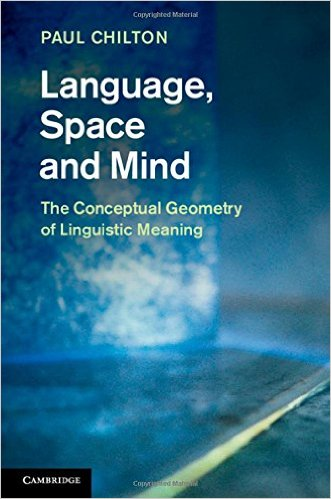 PAUL CHILTON
Language,
Space
and Mind
The Conceptual Geometry
of Linguistic Meaning
CAMBRIDGE